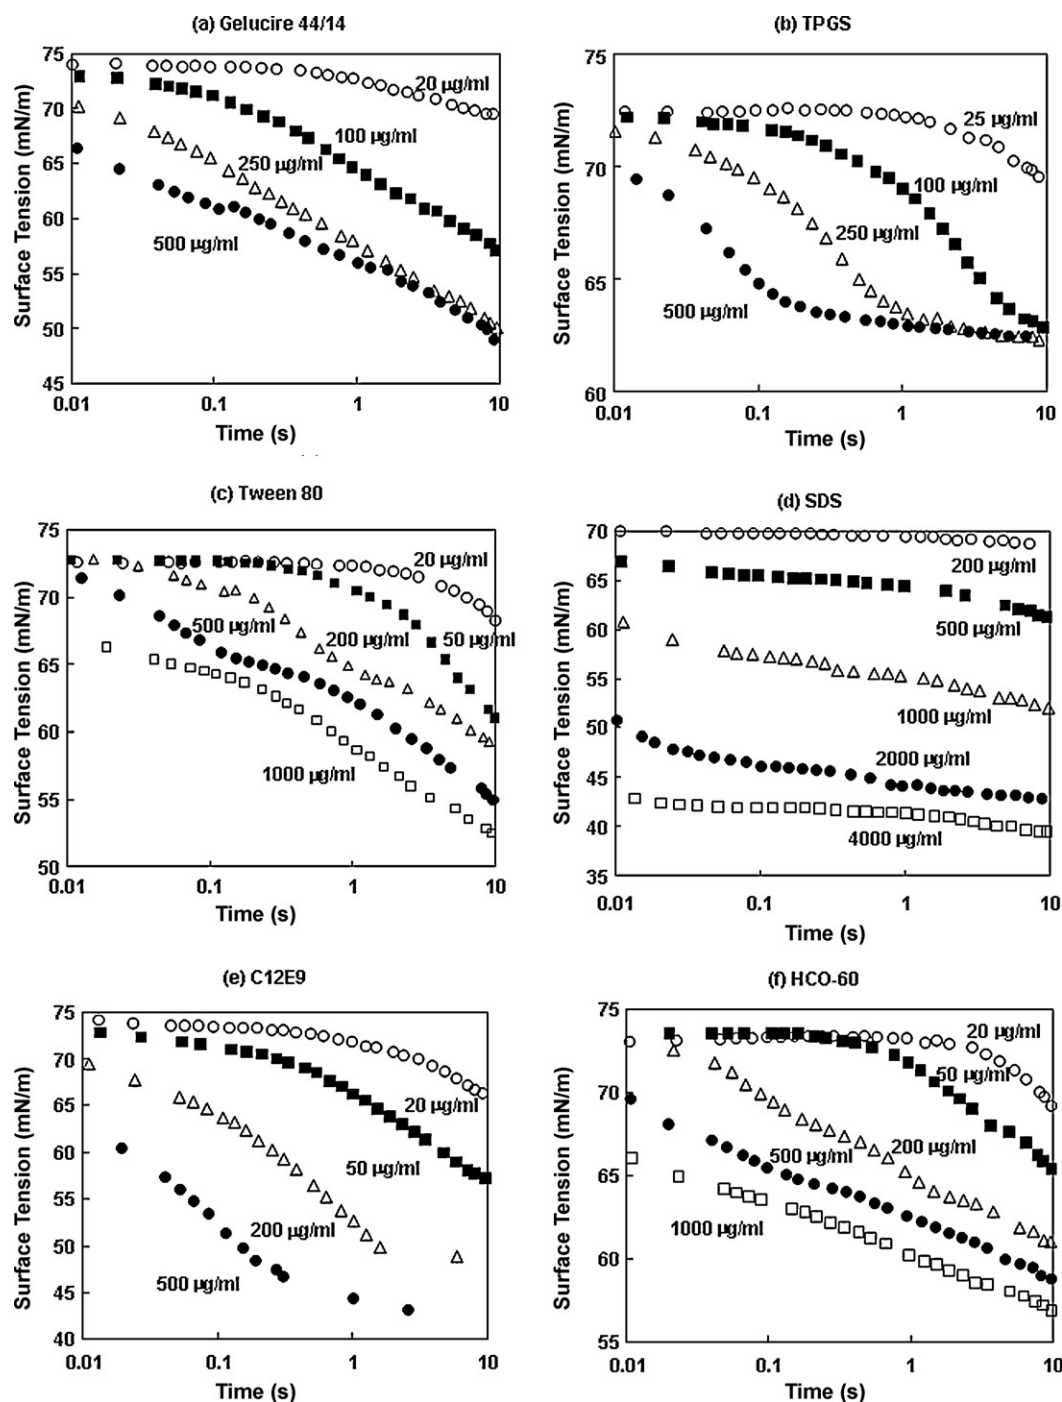 (a) Gelucire 44/14
75
70
65
60
55
50
45
Surface Tension (mN/m)
20 µg/ml
100 µg/ml
250 µg/ml
500 µg/ml
0.01 0.1 1 10
Time (s)
(b) TPGS
75
70
65
60
Surface Tension (mN/m)
25 µg/ml
100 µg/ml
250 µg/ml
500 µg/ml
0.01 0.1 1 10
Time (s)
(c) Tween 80
75
70
65
60
55
50
Surface Tension (mN/m)
20 µg/ml
500 µg/ml
200 µg/ml
50 µg/ml
1000 µg/ml
0.01 0.1 1 10
Time (s)
(d) SDS
70
65
60
55
50
45
40
35
Surface Tension (mN/m)
200 µg/ml
500 µg/ml
1000 µg/ml
2000 µg/ml
4000 µg/ml
0.01 0.1 1 10
Time (s)
(e) C12E9
75
70
65
60
55
50
45
40
Surface Tension (mN/m)
20 µg/ml
50 µg/ml
200 µg/ml
500 µg/ml
0.01 0.1 1 10
Time (s)
(f) HCO-60
75
70
65
60
55
Surface Tension (mN/m)
20 µg/ml
50 µg/ml
200 µg/ml
500 µg/ml
1000 µg/ml
0.01 0.1 1 10
Time (s)